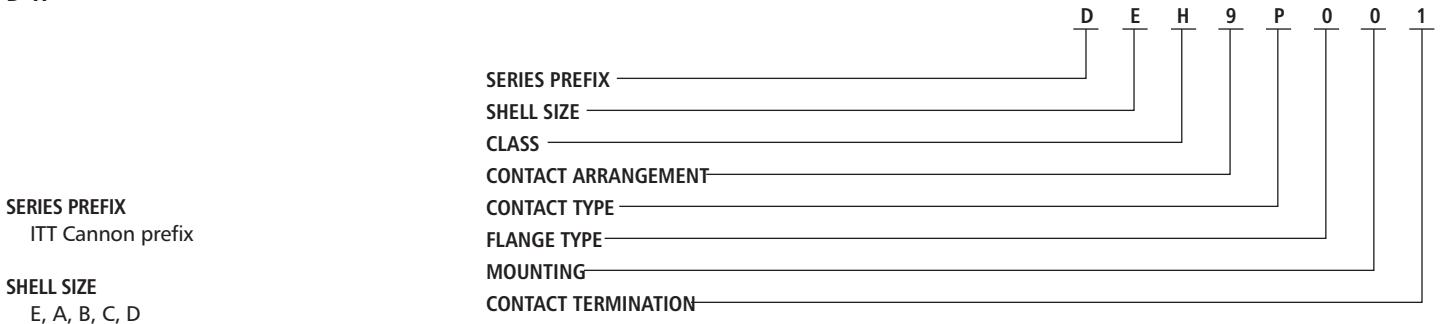 D E H 9 P 0 0 1
SERIES PREFIX
SHELL SIZE
CLASS
CONTACT ARRANGEMENT
CONTACT TYPE
FLANGE TYPE
MOUNTING
CONTACT TERMINATION
SERIES PREFIX
ITT Cannon prefix
SHELL SIZE
E, A, B, C, D